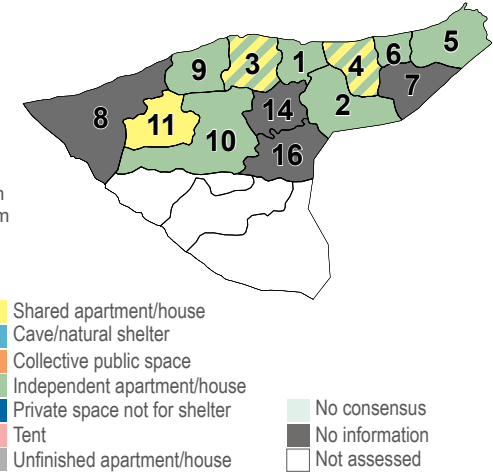 5
6
3
1
9
4
7
8
14
2
11
10
16
Shared apartment/house
Cave/natural shelter
Collective public space
Independent apartment/house
Private space not for shelter
Tent
Unfinished apartment/house
No consensus
No information
Not assessed